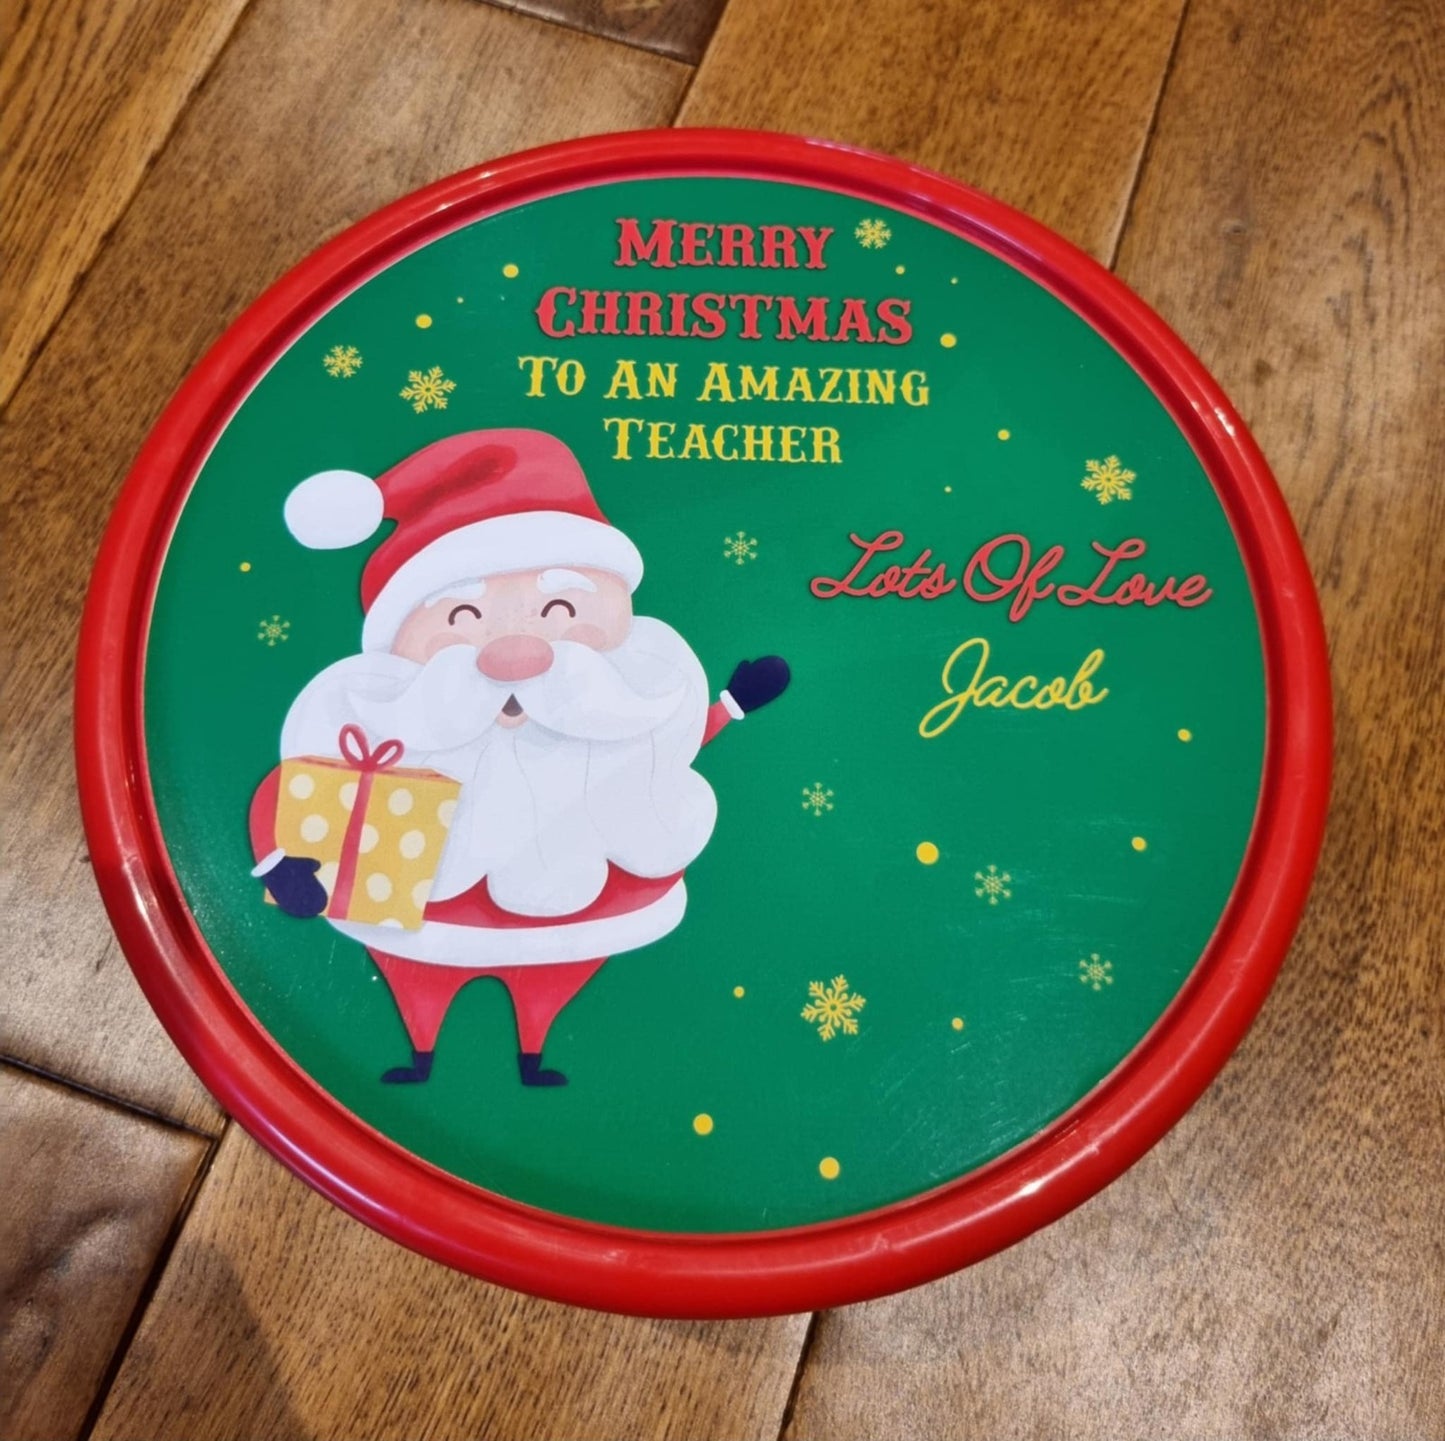 Merry
Christmas
To An Amazing
Teacher
Lots Of Love
Jacob